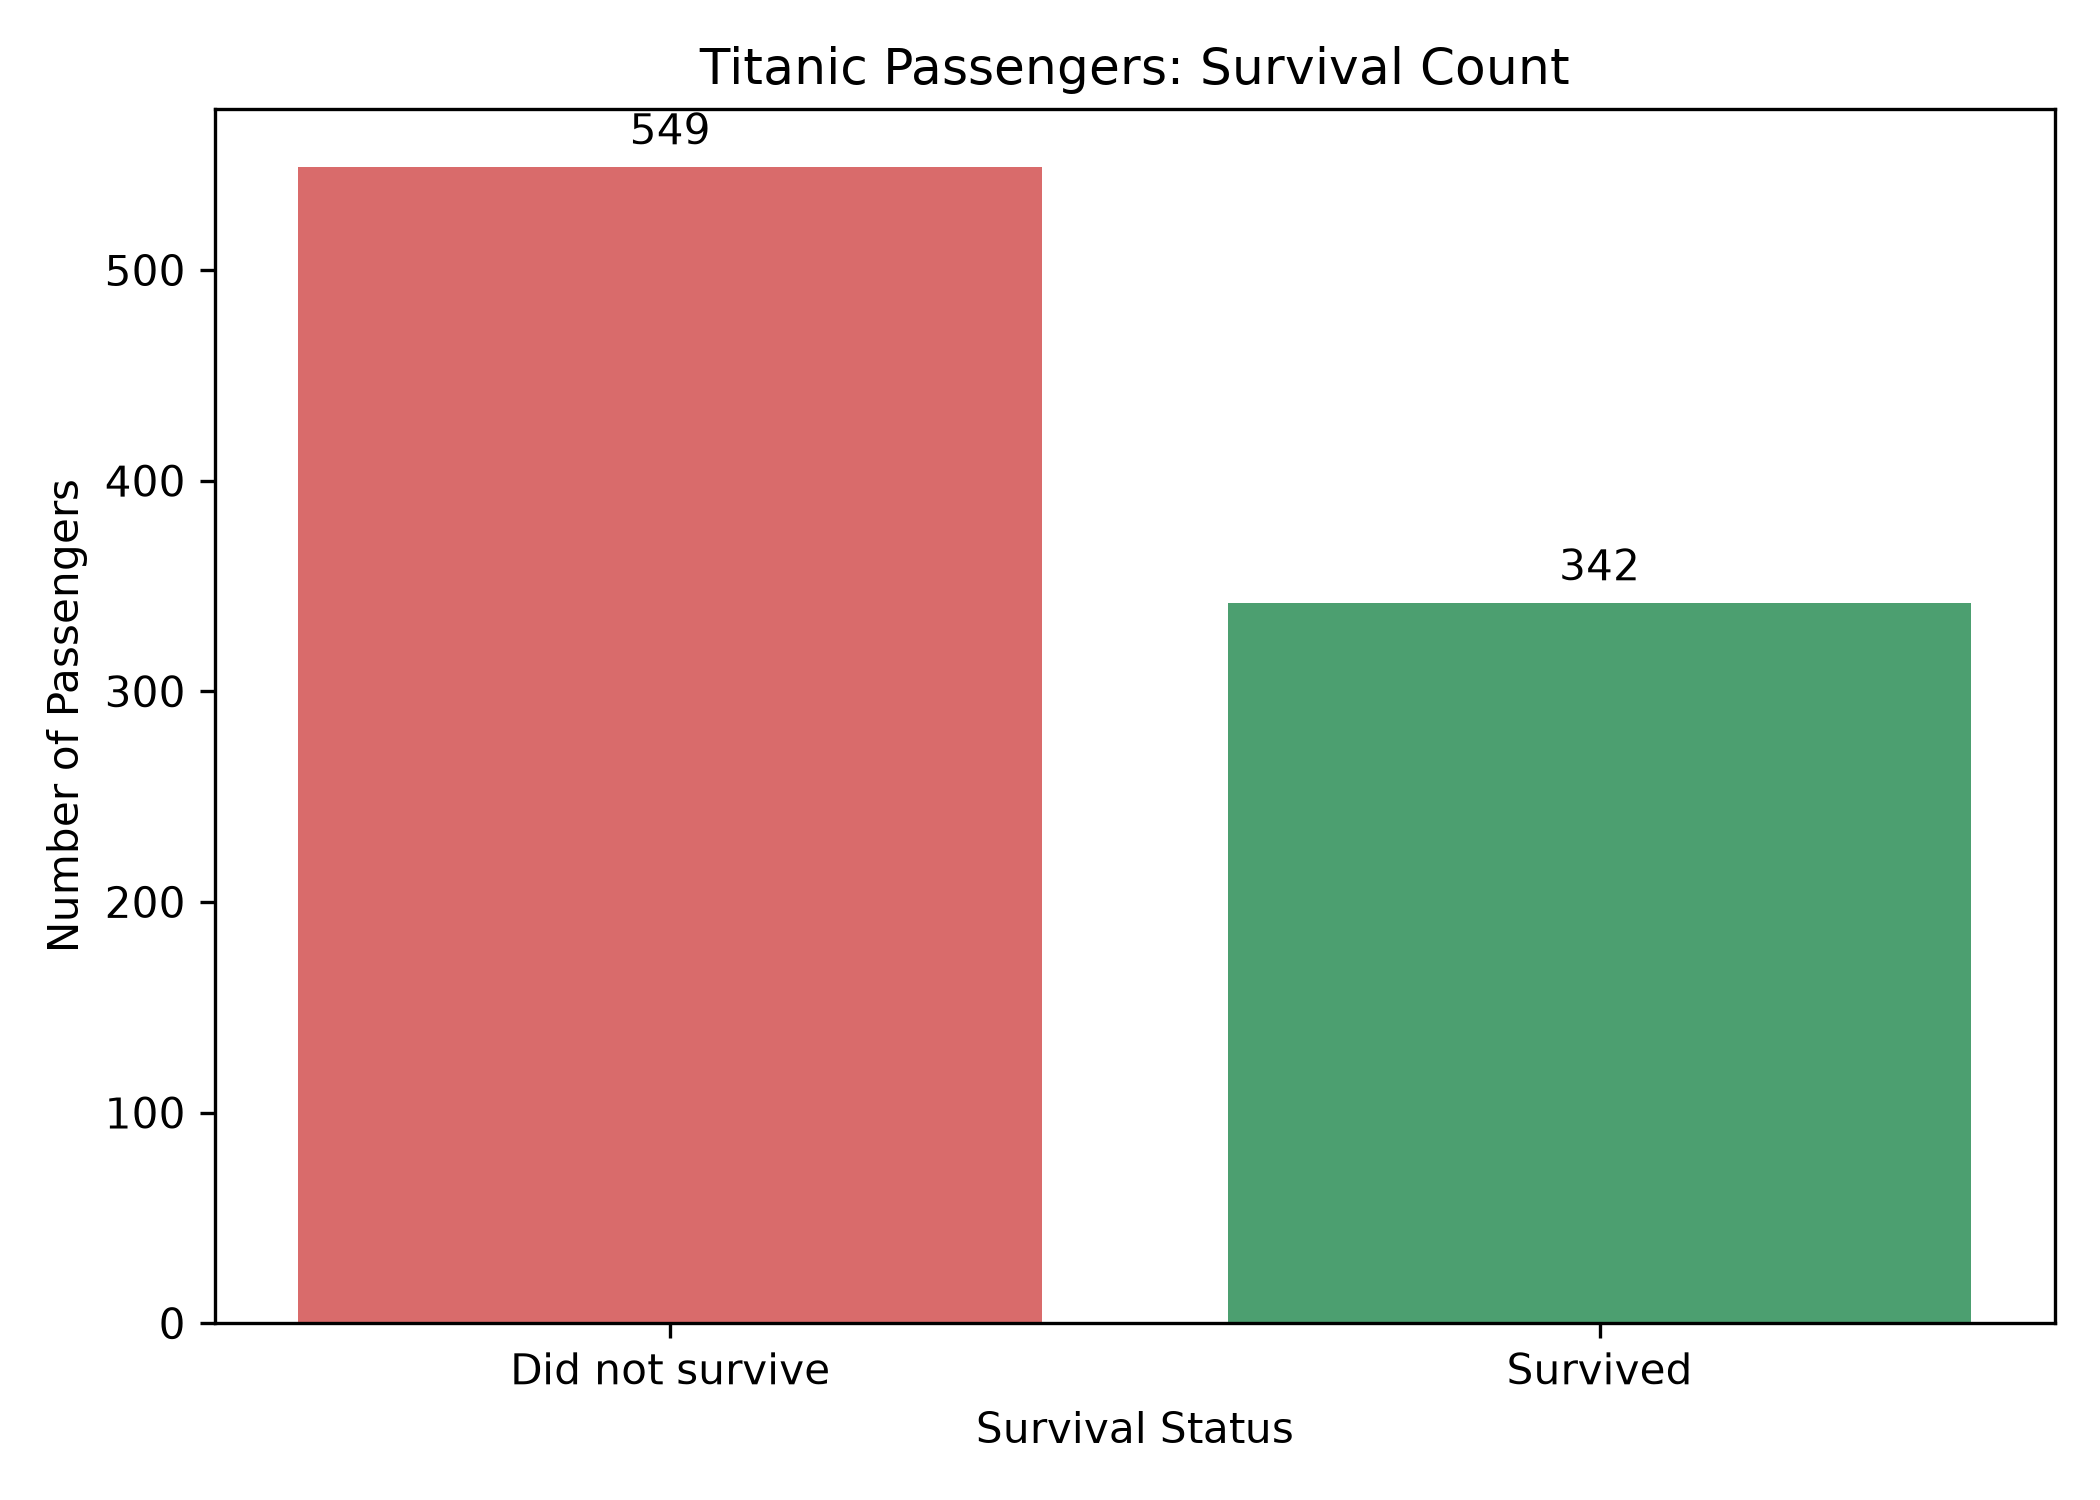 Titanic Passengers: Survival Count
549
500
400
342
300
200
100
0
Number of Passengers
Did not survive
Survived
Survival Status